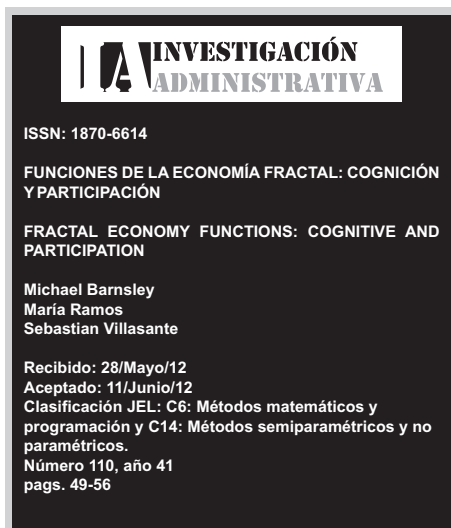 LA INVESTIGACIÓN
ADMINISTRATIVA
ISSN: 1870-6614
FUNCIONES DE LA ECONOMÍA FRACTAL: COGNICIÓN
Y PARTICIPACIÓN
FRACTAL ECONOMY FUNCTIONS: COGNITIVE AND
PARTICIPATION
Michael Barnsley
María Ramos
Sebastian Villasante
Recibido: 28/Mayo/12
Aceptado: 11/Junio/12
Clasificación JEL: C6: Métodos matemáticos y
programación y C14: Métodos semiparamétricos y no
paramétricos.
Número 110, año 41
pags. 49-56